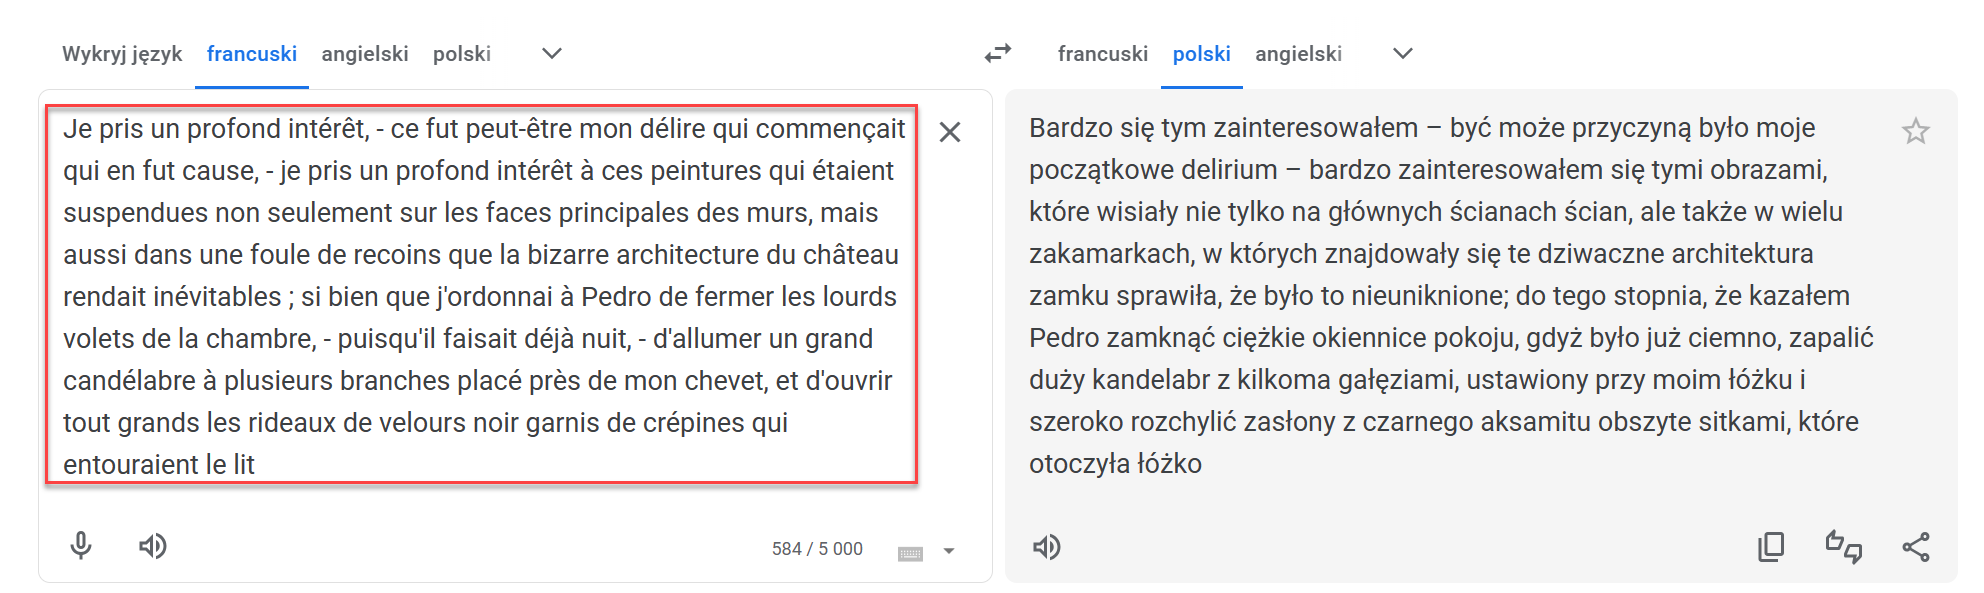 Wykryj język francuski angielski polski
francuski polski angielski
Je pris un profond intérêt, - ce fut peut-être mon délire qui commençait
qui en fut cause, - je pris un profond intérêt à ces peintures qui étaient
suspendues non seulement sur les faces principales des murs, mais
aussi dans une foule de recoins que la bizarre architecture du château
rendait inévitables ; si bien que j'ordonnai à Pedro de fermer les lourds
volets de la chambre, - puisqu'il faisait déjà nuit, - d'allumer un grand
candélabre à plusieurs branches placé près de mon chevet, et d'ouvrir
tout grands les rideaux de velours noir garnis de crépines qui
entouraient le lit
584 / 5 000
Bardzo się tym zainteresowałem – być może przyczyną było moje
początkowe delirium – bardzo zainteresowałem się tymi obrazami,
które wisiały nie tylko na głównych ścianach ścian, ale także w wielu
zakamarkach, w których znajdowały się te dziwaczne architektura
zamku sprawiła, że było to nieuniknione; do tego stopnia, że kazałem
Pedro zamknąć ciężkie okiennice pokoju, gdyż było już ciemno, zapalić
duży kandelabr z kilkoma gałęziami, ustawiony przy moim łóżku i
szeroko rozchylić zasłony z czarnego aksamitu obszyte sitkami, które
otoczyła łóżko